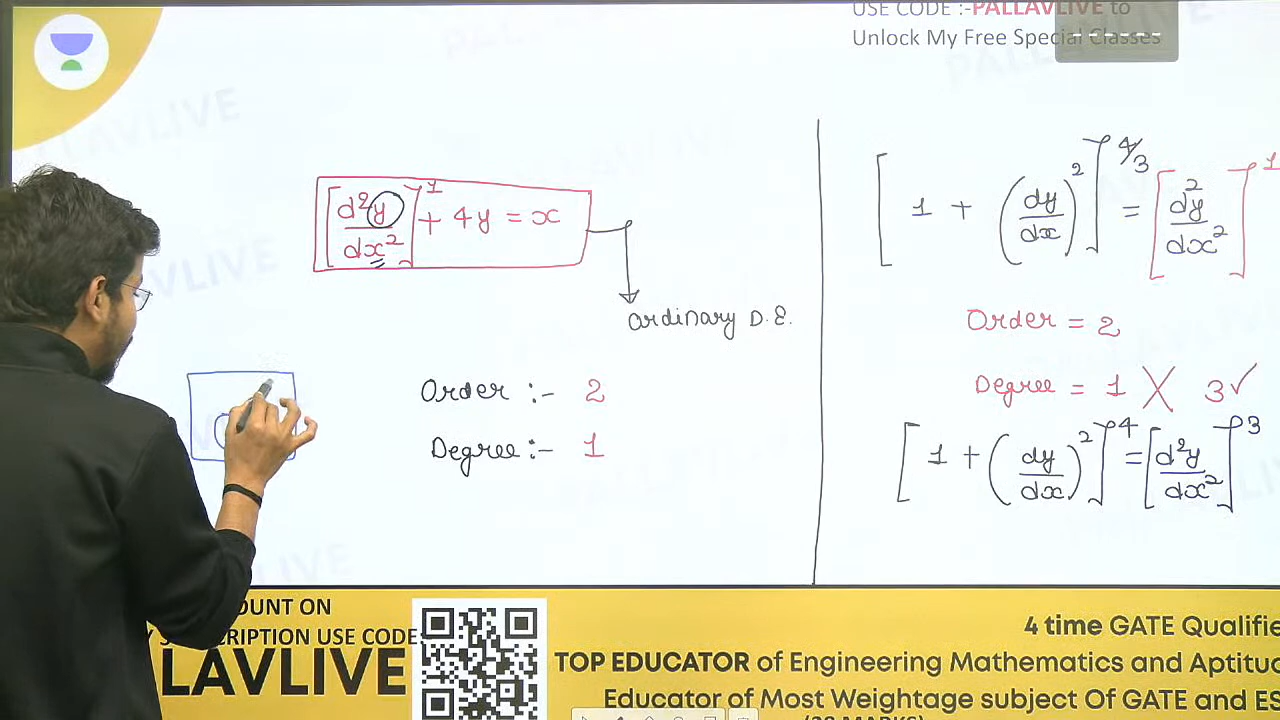 USE CODE :-PALLAVLIVE to
Unlock My Free Special Classes
[d²y/dx²]¹ + 4y = x
Ordinary D.E.
Order :- 2
Degree :- 1
[1 + (dy/dx)²]^4/3 = [d²y/dx²]¹
Order = 2
Degree = 1 X 3✓
[1 + (dy/dx)²]⁴ = [d²y/dx²]³
OUNT ON
CRIPTION USE CODE
LAVLIVE
4 time GATE Qualifie
TOP EDUCATOR of Engineering Mathematics and Aptitud
Educator of Most Weightage subject Of GATE and ES